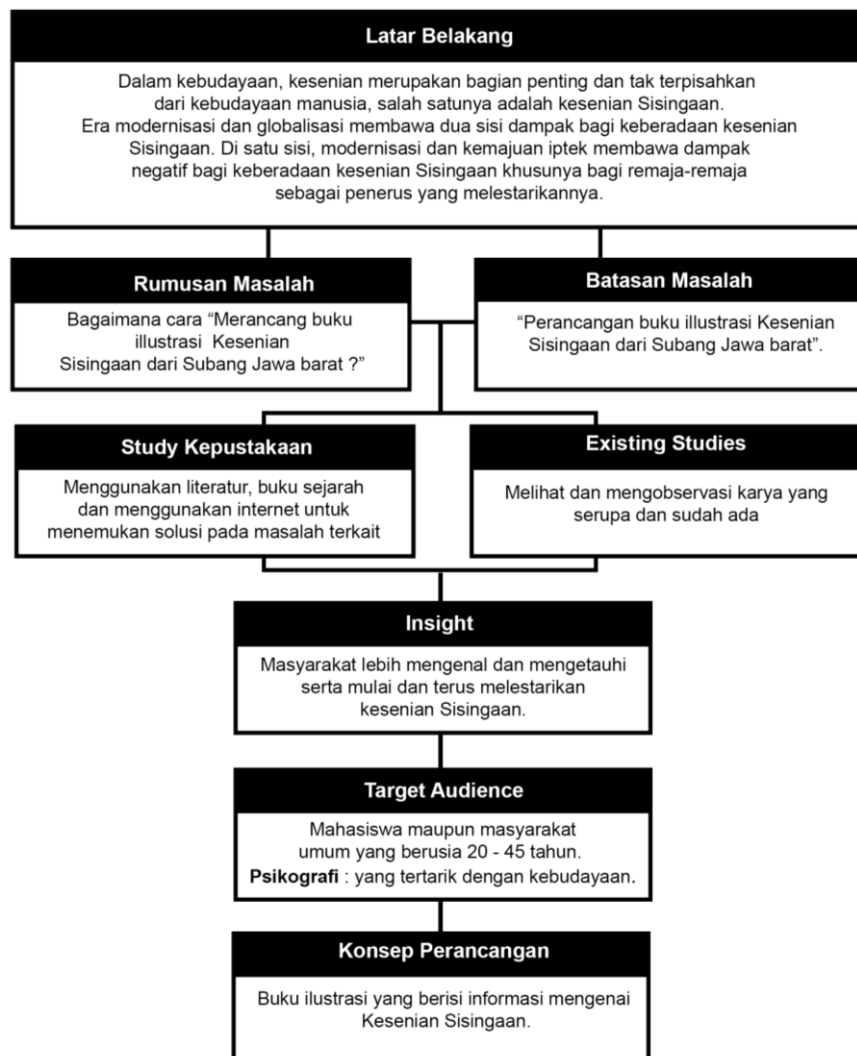 Latar Belakang
Dalam kebudayaan, kesenian merupakan bagian penting dan tak terpisahkan
dari kebudayaan manusia, salah satunya adalah kesenian Sisingaan.
Era modernisasi dan globalisasi membawa dua sisi dampak bagi keberadaan kesenian
Sisingaan. Di satu sisi, modernisasi dan kemajuan iptek membawa dampak
negatif bagi keberadaan kesenian Sisingaan khusunya bagi remaja-remaja
sebagai penerus yang melestarikannya.
Rumusan Masalah
Bagaimana cara “Merancang buku
illustrasi Kesenian
Sisingaan dari Subang Jawa barat ?”
Batasan Masalah
“Perancangan buku illustrasi Kesenian
Sisingaan dari Subang Jawa barat”.
Study Kepustakaan
Menggunakan literatur, buku sejarah
dan menggunakan internet untuk
menemukan solusi pada masalah terkait
Existing Studies
Melihat dan mengobservasi karya yang
serupa dan sudah ada
Insight
Masyarakat lebih mengenal dan mengetauhi
serta mulai dan terus melestarikan
kesenian Sisingaan.
Target Audience
Mahasiswa maupun masyarakat
umum yang berusia 20 - 45 tahun.
Psikografi : yang tertarik dengan kebudayaan.
Konsep Perancangan
Buku ilustrasi yang berisi informasi mengenai
Kesenian Sisingaan.